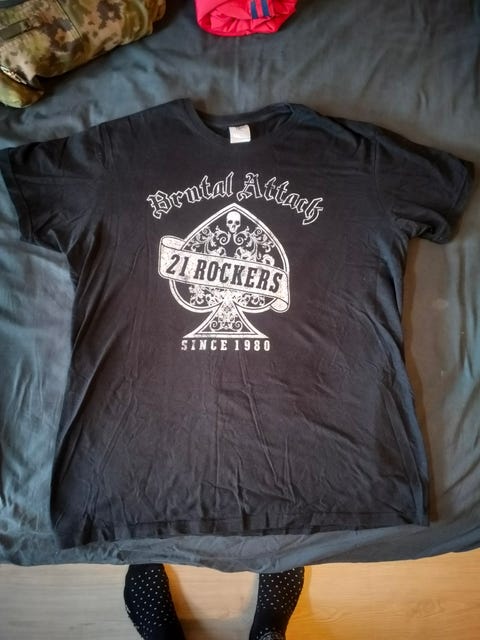 Brutal Attack
21 ROCKERS
SINCE 1980